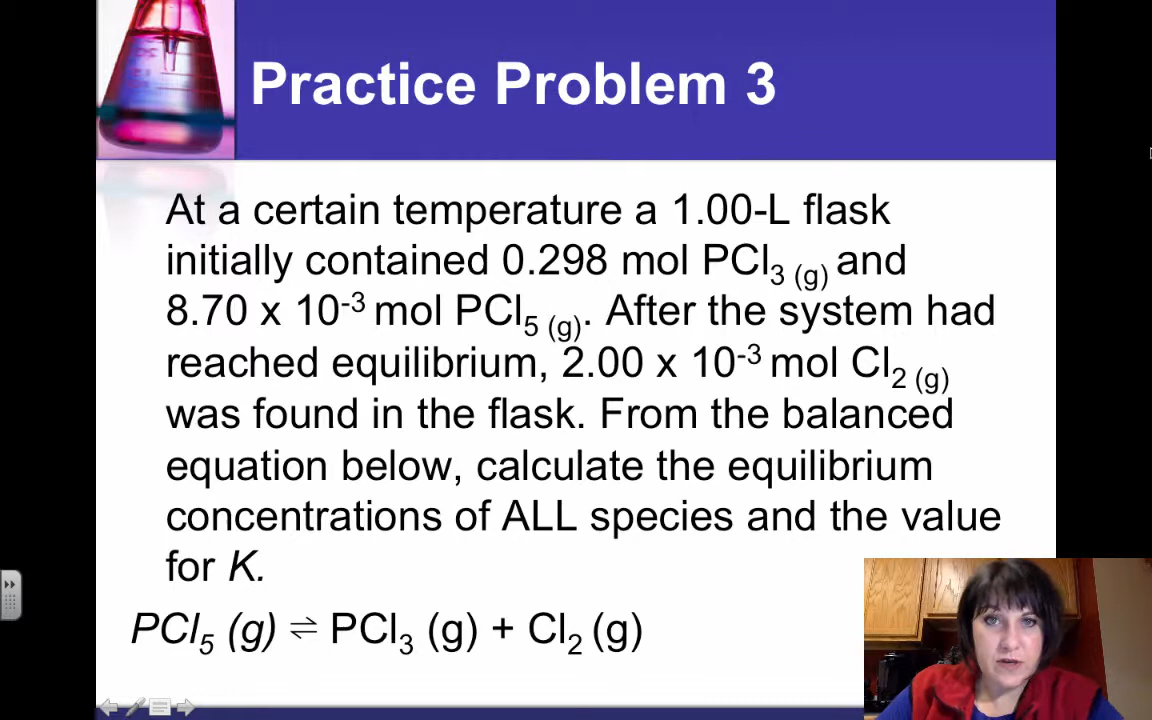 Practice Problem 3
At a certain temperature a 1.00-L flask
initially contained 0.298 mol PCl₃ ₍g₎ and
8.70 x 10⁻³ mol PCl₅ ₍g₎. After the system had
reached equilibrium, 2.00 x 10⁻³ mol Cl₂ ₍g₎
was found in the flask. From the balanced
equation below, calculate the equilibrium
concentrations of ALL species and the value
for K.
PCl₅ (g) ⇌ PCl₃ (g) + Cl₂ (g)